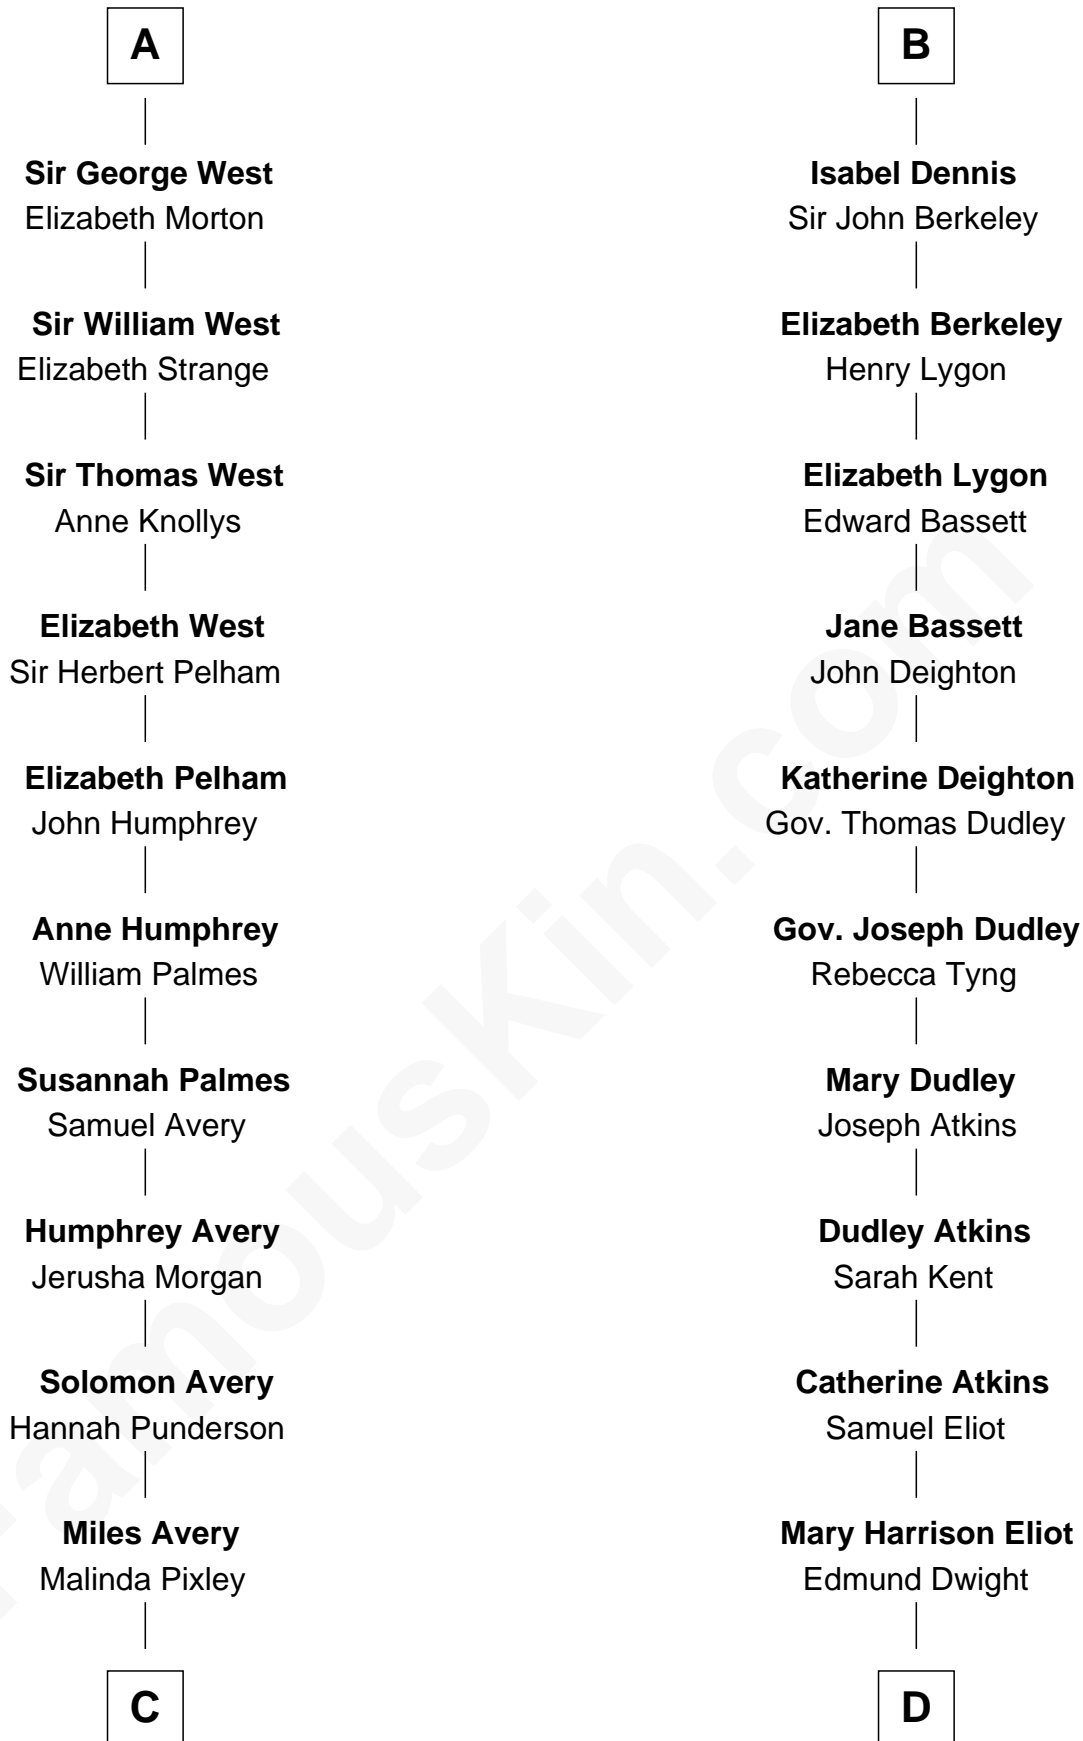 A
Sir George West
Elizabeth Morton
Sir William West
Elizabeth Strange
Sir Thomas West
Anne Knollys
Elizabeth West
Sir Herbert Pelham
Elizabeth Pelham
John Humphrey
Anne Humphrey
William Palmes
Susannah Palmes
Samuel Avery
Humphrey Avery
Jerusha Morgan
Solomon Avery
Hannah Punderson
Miles Avery
Malinda Pixley
C
B
Isabel Dennis
Sir John Berkeley
Elizabeth Berkeley
Henry Lygon
Elizabeth Lygon
Edward Bassett
Jane Bassett
John Deighton
Katherine Deighton
Gov. Thomas Dudley
Gov. Joseph Dudley
Rebecca Tyng
Mary Dudley
Joseph Atkins
Dudley Atkins
Sarah Kent
Catherine Atkins
Samuel Eliot
Mary Harrison Eliot
Edmund Dwight
D
FamousKin.com